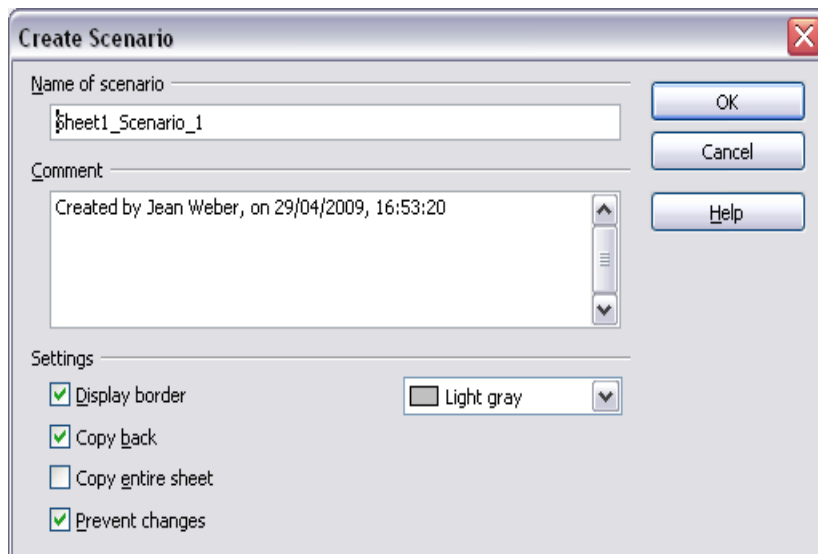 Create Scenario
Name of scenario
Sheet1_Scenario_1
OK
Cancel
Comment
Created by Jean Weber, on 29/04/2009, 16:53:20
Help
Settings
Display border
Light gray
Copy back
Copy entire sheet
Prevent changes